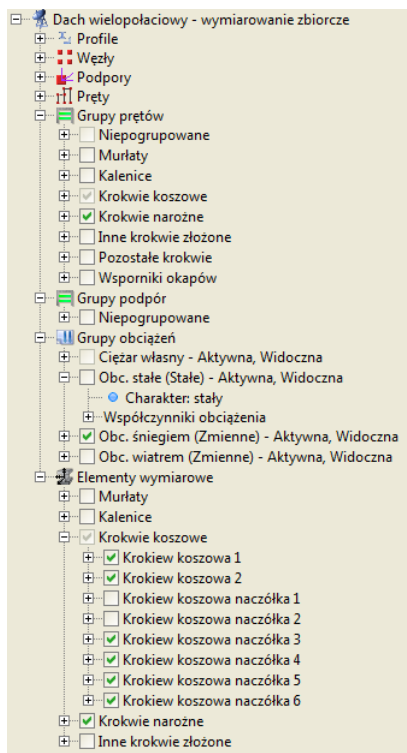 Dach wielopołaciowy - wymiarowanie zbiorcze
Profile
Węzły
Podpory
Pręty
Grupy prętów
Niepogrupowane
Murłaty
Kalenice
Krokwie koszowe
Krokwie narożne
Inne krokwie złożone
Pozostałe krokwie
Wsporniki okapów
Grupy podpór
Niepogrupowane
Grupy obciążeń
Ciężar własny - Aktywna, Widoczna
Obc. stałe (Stałe) - Aktywna, Widoczna
Charakter: stały
Współczynniki obciążenia
Obc. śniegiem (Zmienne) - Aktywna, Widoczna
Obc. wiatrem (Zmienne) - Aktywna, Widoczna
Elementy wymiarowe
Murłaty
Kalenice
Krokwie koszowe
Krokiew koszowa 1
Krokiew koszowa 2
Krokiew koszowa naczółka 1
Krokiew koszowa naczółka 2
Krokiew koszowa naczółka 3
Krokiew koszowa naczółka 4
Krokiew koszowa naczółka 5
Krokiew koszowa naczółka 6
Krokwie narożne
Inne krokwie złożone